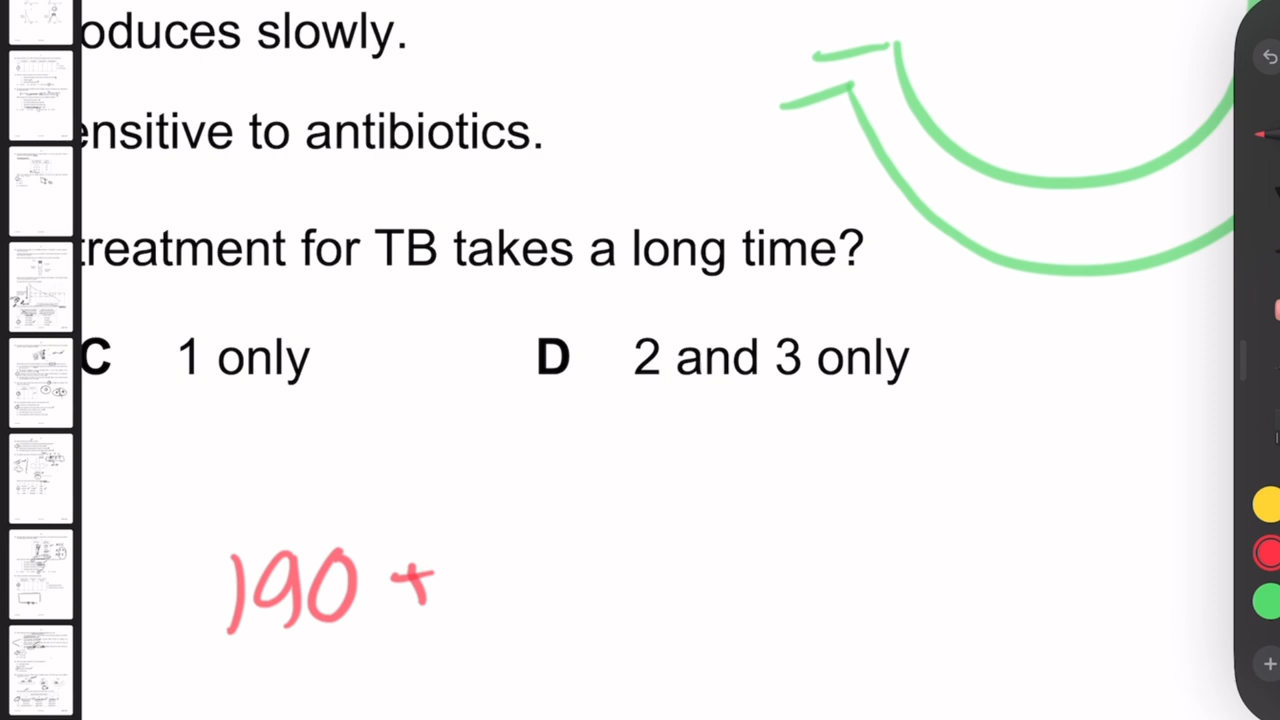 oduces slowly.
ensitive to antibiotics.
treatment for TB takes a long time?
C 1 only D 2 and 3 only
190 +